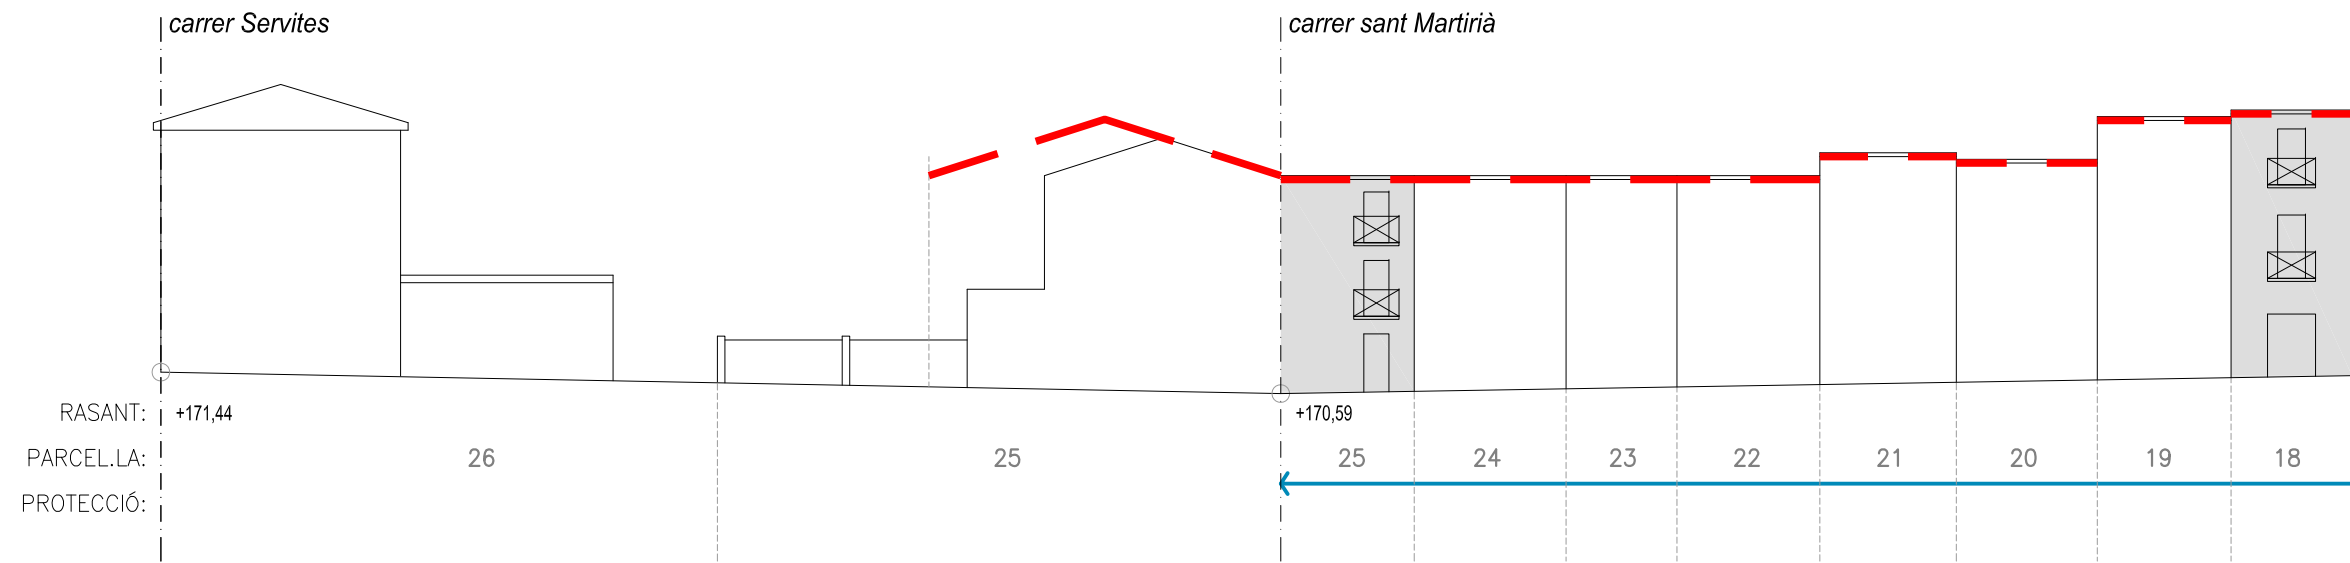 carrer Servites
carrer sant Martirià
RASANT: +171,44 +170,59
PARCEL.LA: 26 25 25 24 23 22 21 20 19 18
PROTECCIÓ: